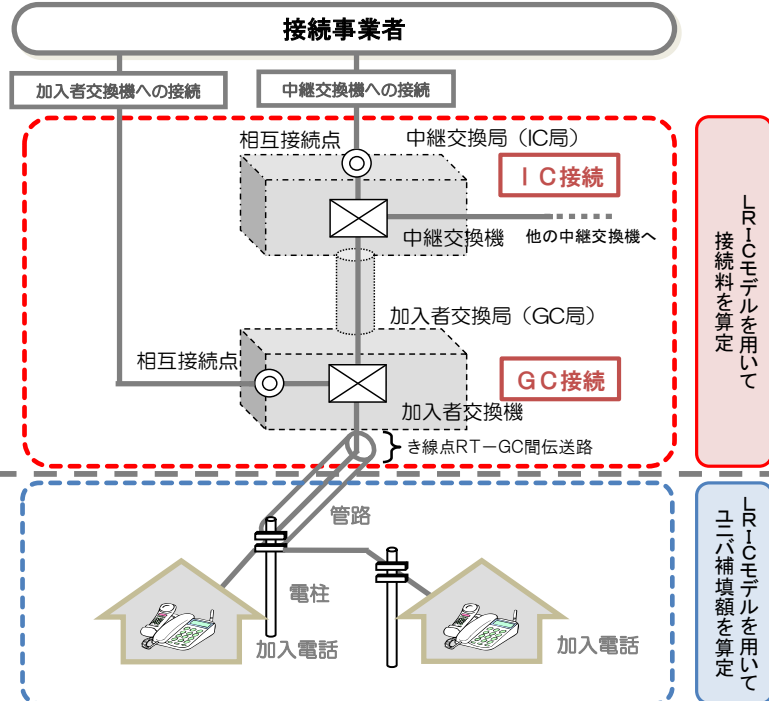 接続事業者
加入者交換機への接続
中継交換機への接続
相互接続点
中継交換局（IC局）
ＩＣ接続
中継交換機
他の中継交換機へ
加入者交換局（GC局）
相互接続点
ＧＣ接続
加入者交換機
き線点RT－GC間伝送路
管路
電柱
加入電話
加入電話
ＬＲＩＣモデルを用いて
接続料を算定
ＬＲＩＣモデルを用いて
ユニバ補填額を算定